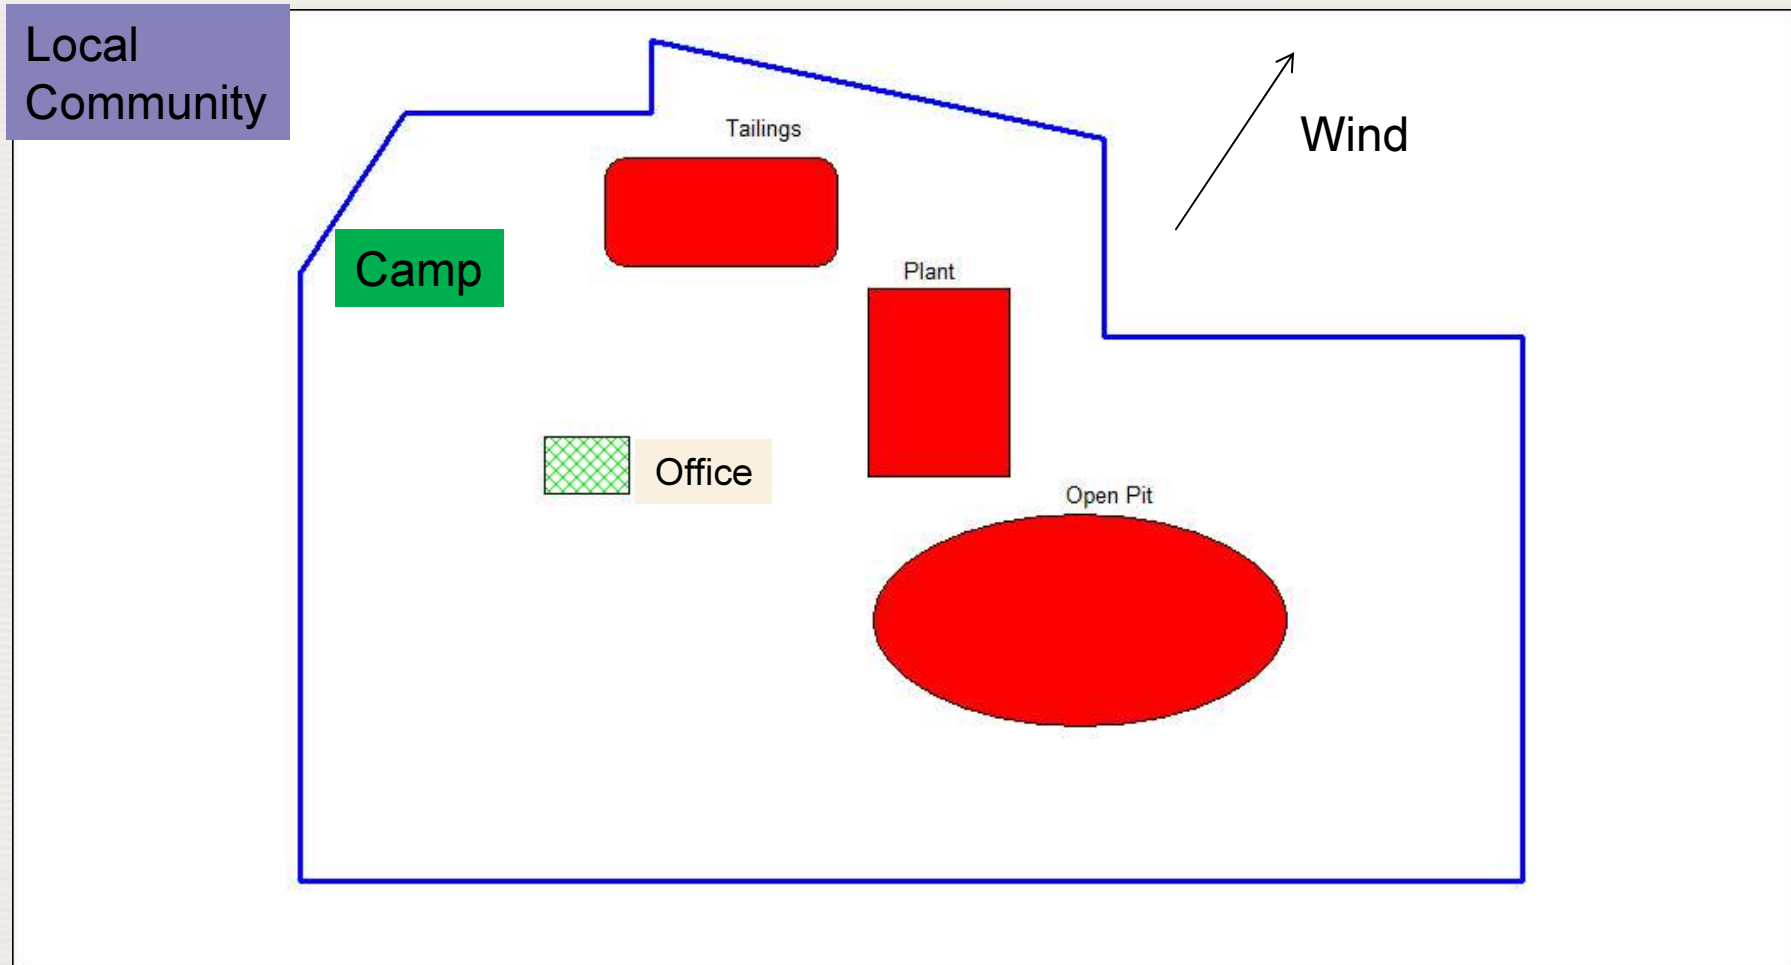 Local
Community
Tailings
Wind
Camp
Plant
Office
Open Pit